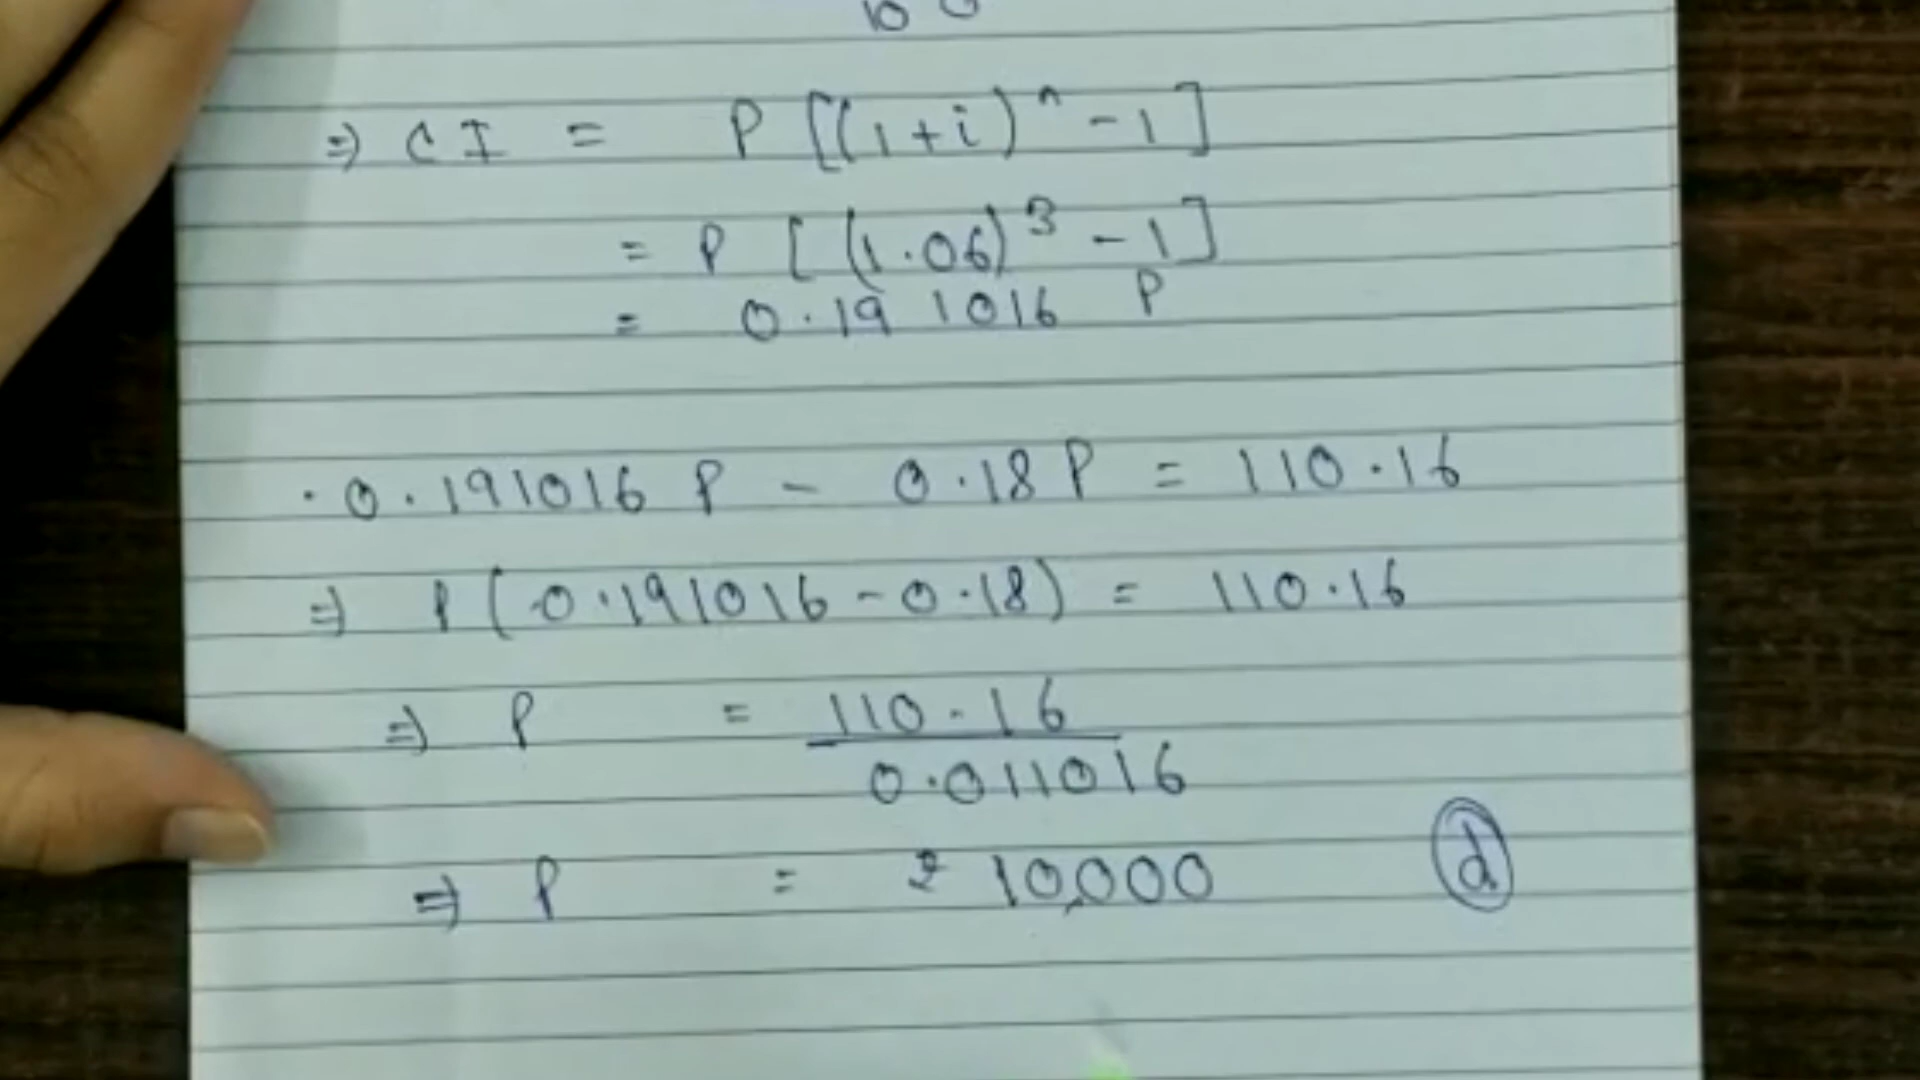 100
⇒ CI = P [(1+i)^n - 1]
= P [(1.06)^3 - 1]
= 0.191016 P
0.191016 P - 0.18 P = 110.16
⇒ P (0.191016 - 0.18) = 110.16
⇒ P = 110.16
0.011016
⇒ P = ₹ 10,000 (d)